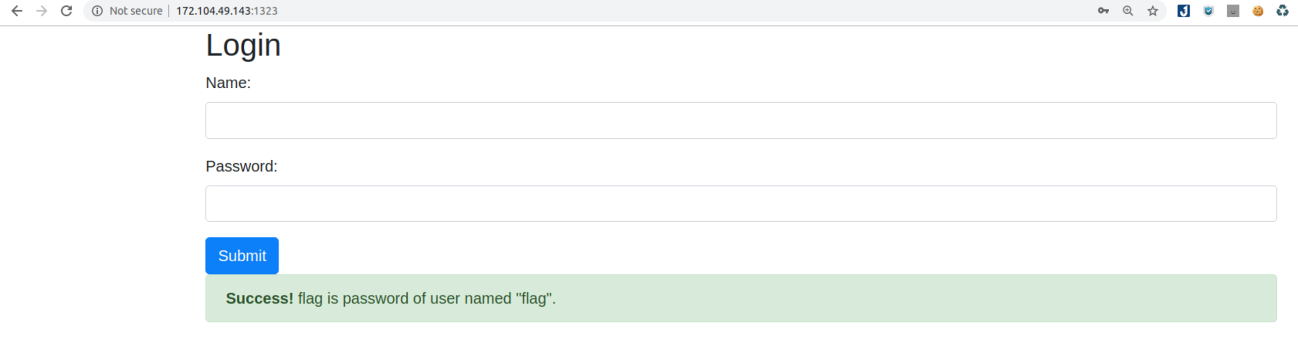 Not secure | 172.104.49.143:1323
Login
Name:
Password:
Submit
Success! flag is password of user named "flag".